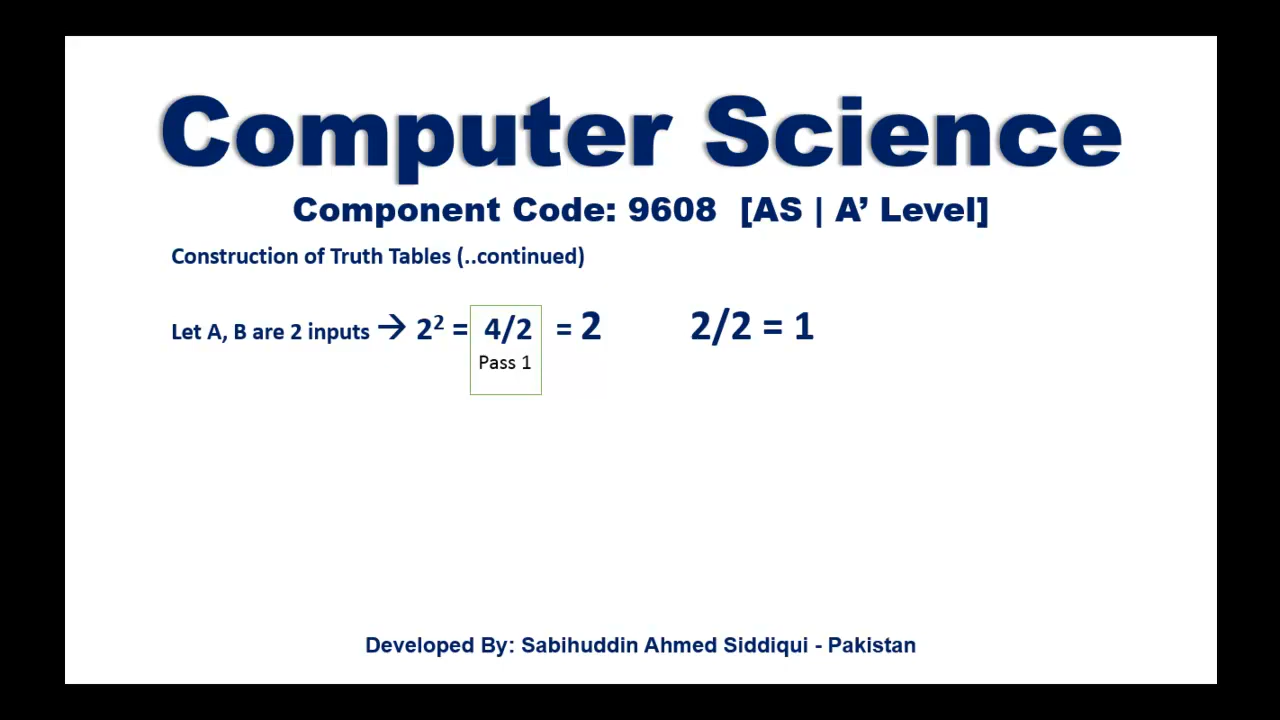 Computer Science
Component Code: 9608 [AS | A’ Level]
Construction of Truth Tables (..continued)
Let A, B are 2 inputs → 2² = 4/2 = 2 2/2 = 1
Pass 1
Developed By: Sabihuddin Ahmed Siddiqui - Pakistan